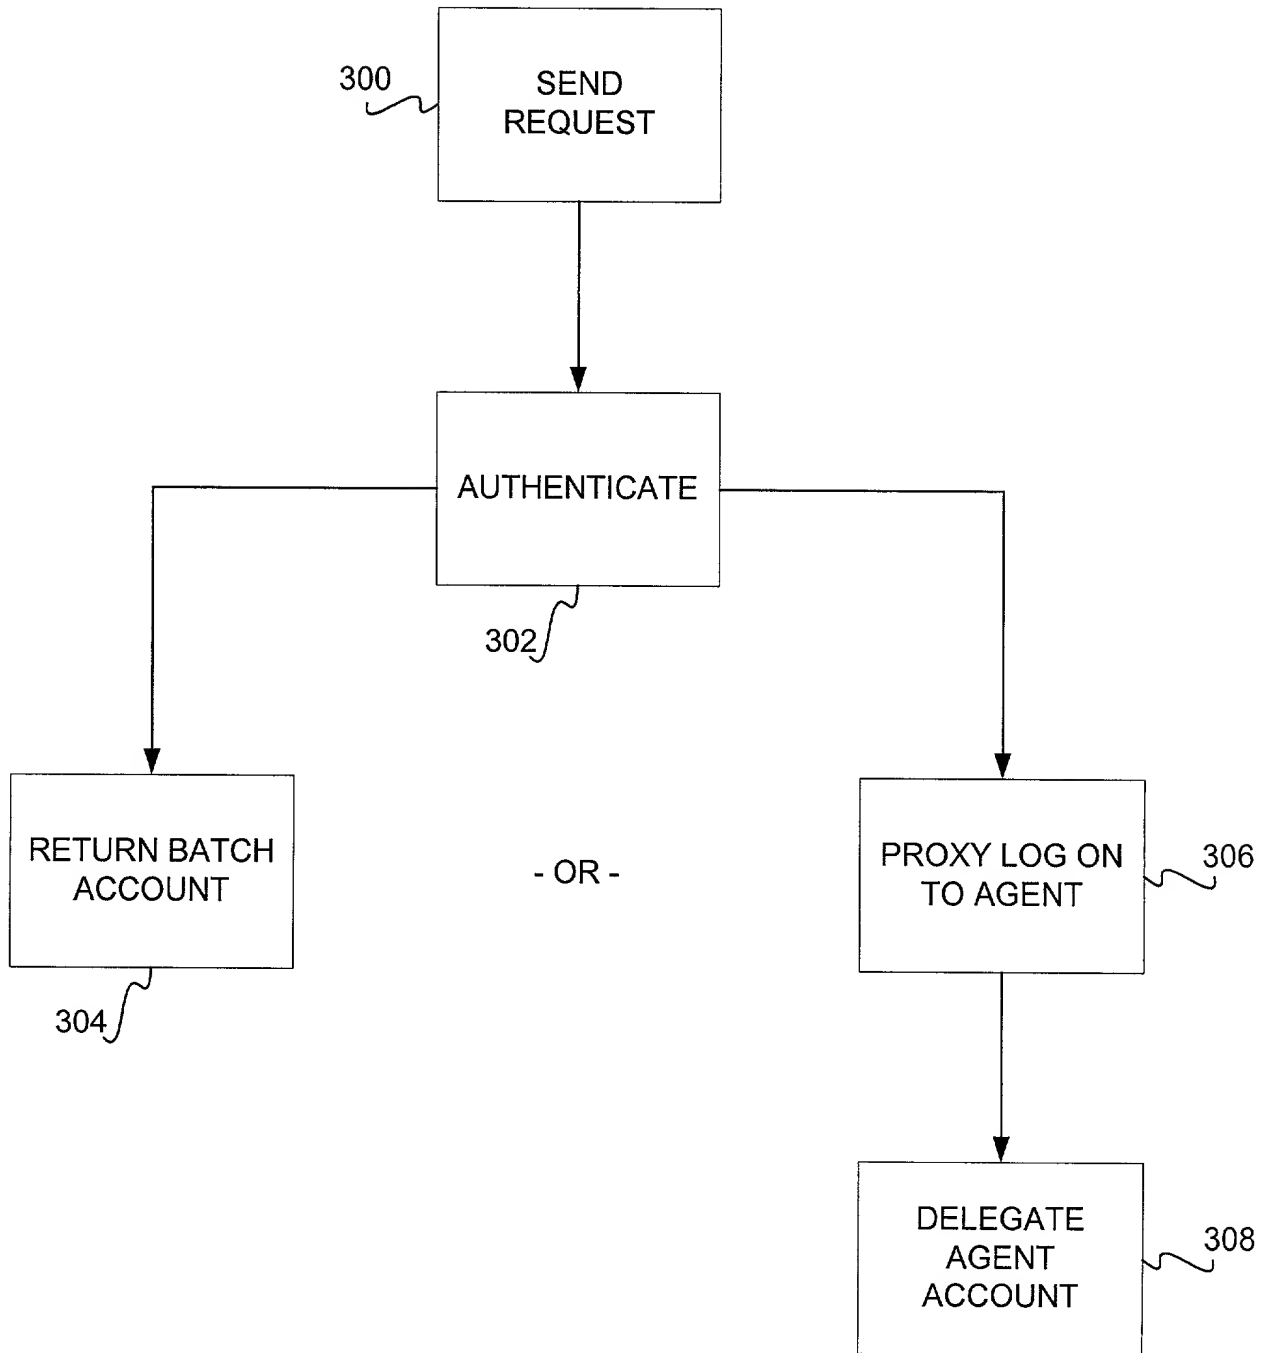 300
SEND
REQUEST
AUTHENTICATE
302
RETURN BATCH
ACCOUNT
304
- OR -
PROXY LOG ON
TO AGENT
306
DELEGATE
AGENT
ACCOUNT
308